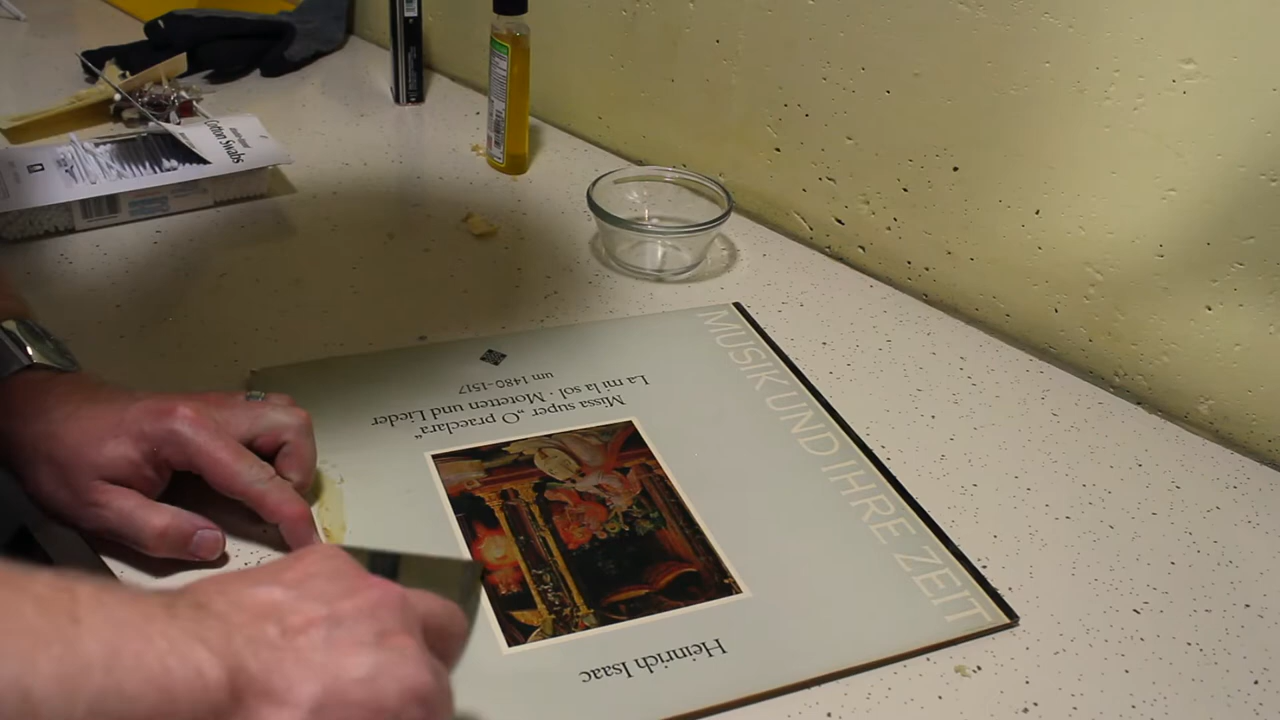 Cotton Swabs
MUSIK UND IHRE ZEIT
Heinrich Isaac
Missa super „O praeclara“
La mi la sol · Motetten und Lieder
um 1480-1517